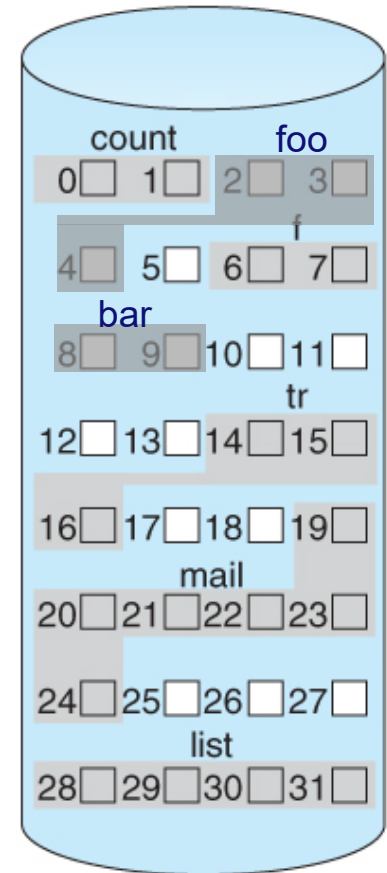 count foo
0 1 2 3
f
4 5 6 7
bar
8 9 10 11
tr
12 13 14 15
16 17 18 19
mail
20 21 22 23
24 25 26 27
list
28 29 30 31